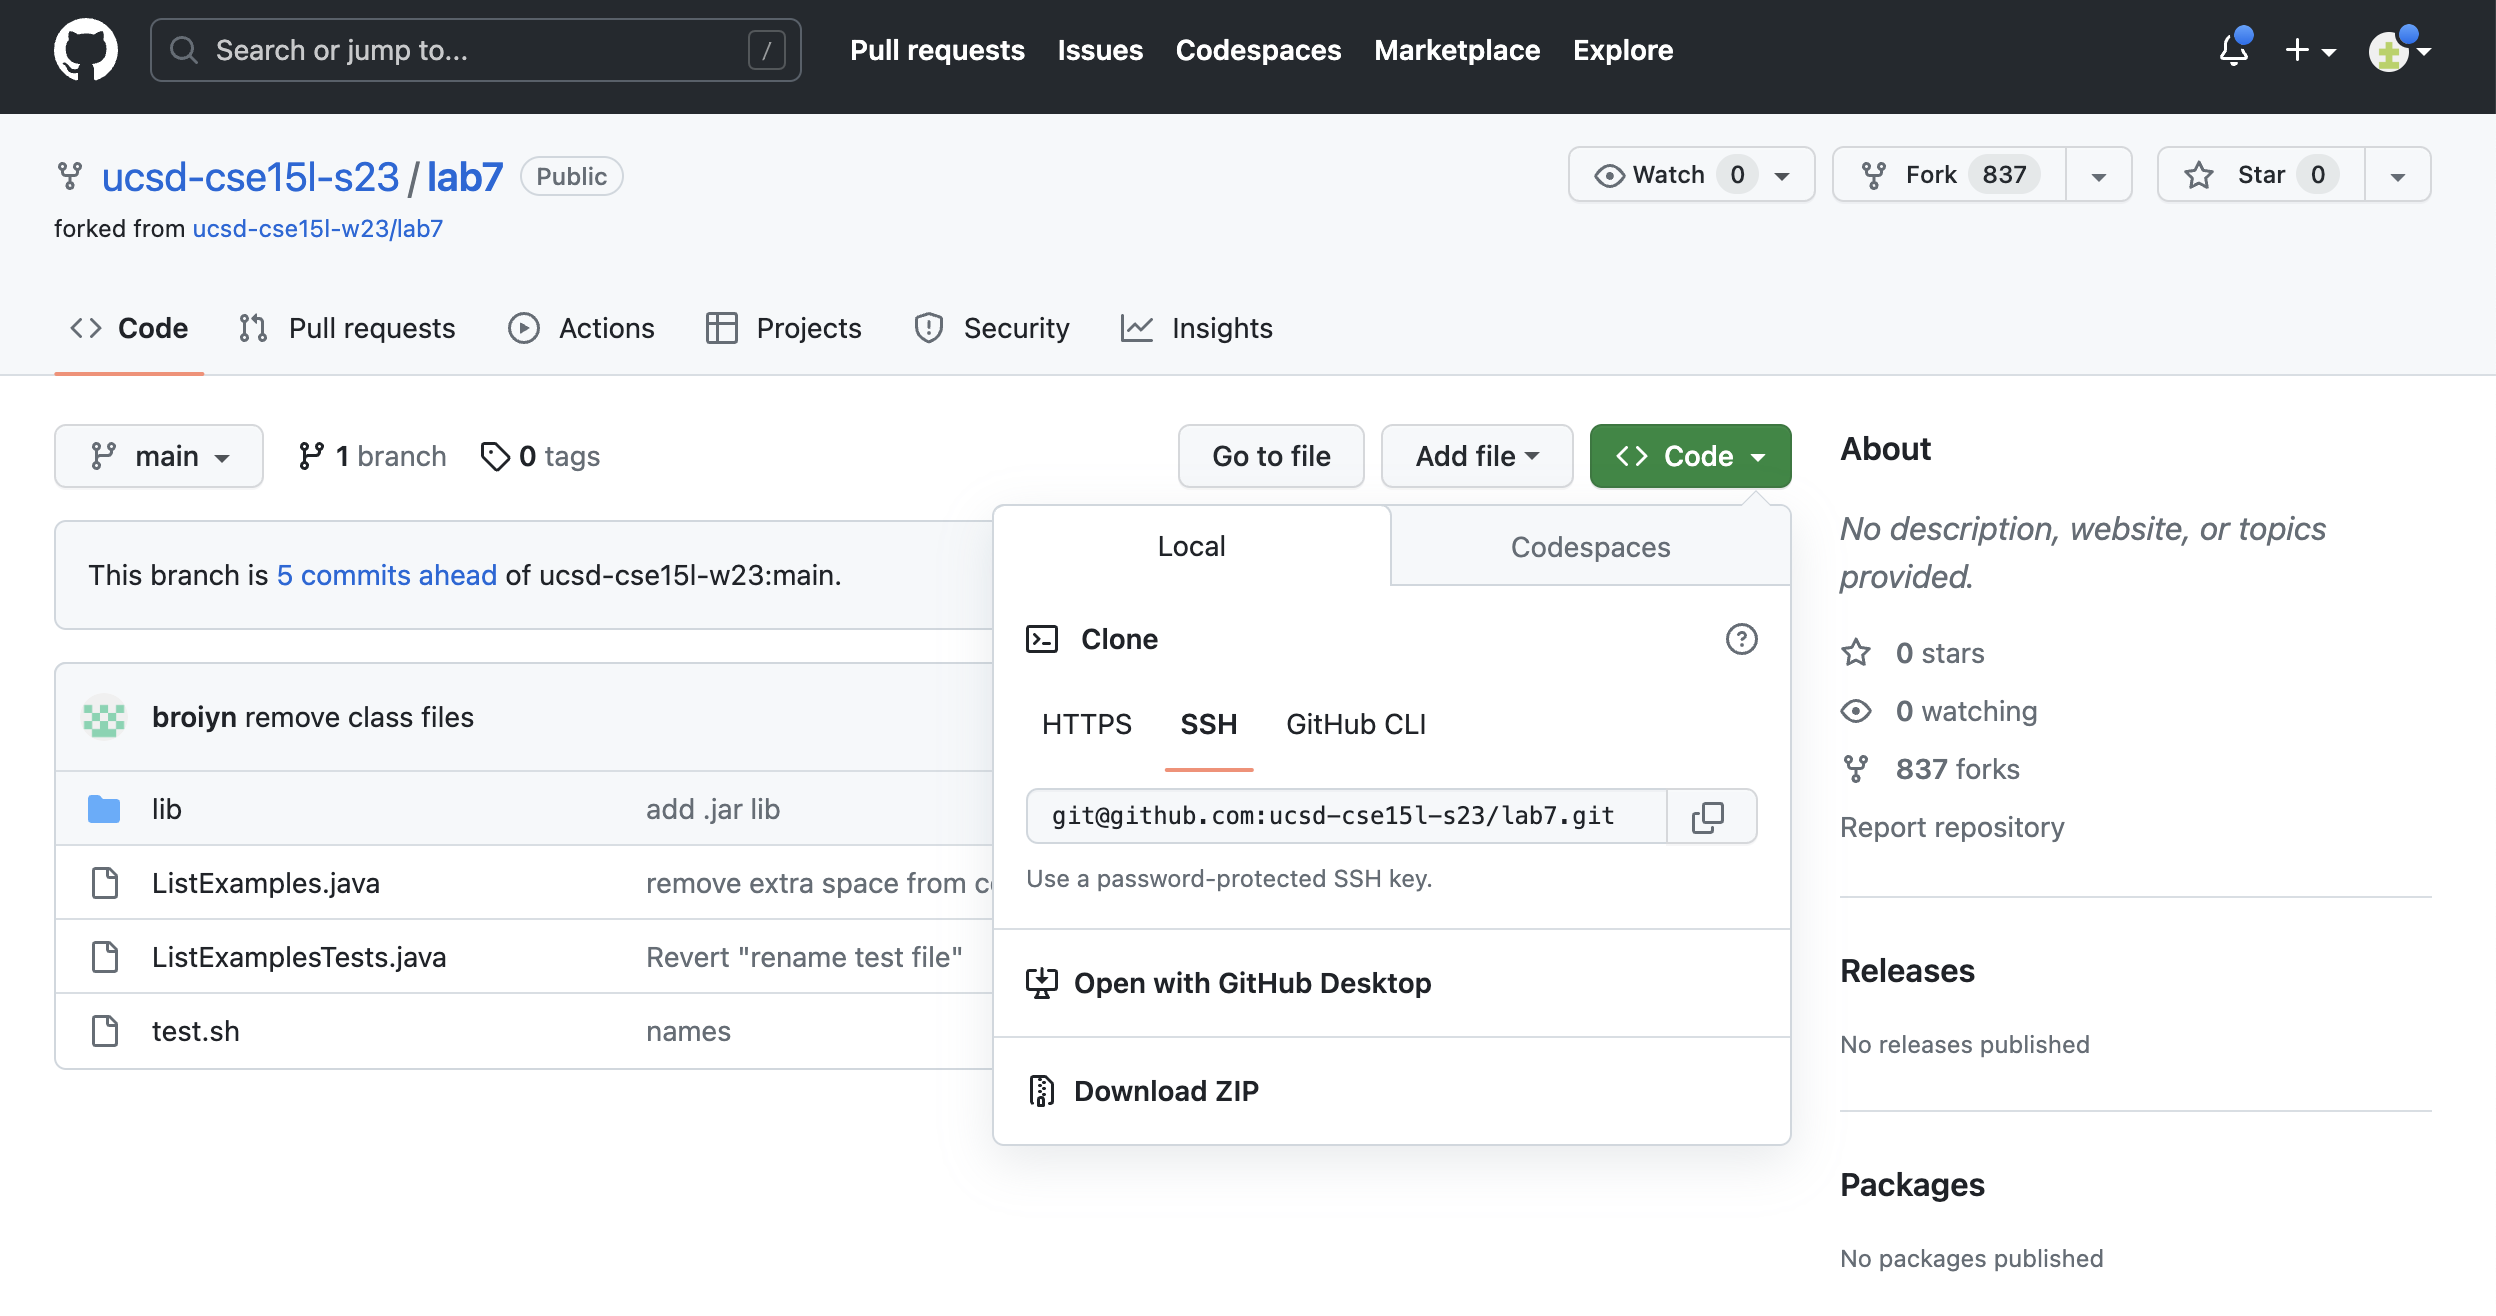 Search or jump to... /
Pull requests Issues Codespaces Marketplace Explore
ucsd-cse15l-s23 / lab7 Public
Watch 0 Fork 837 Star 0
forked from ucsd-cse15l-w23/lab7
Code Pull requests Actions Projects Security Insights
main 1 branch 0 tags
Go to file Add file Code
This branch is 5 commits ahead of ucsd-cse15l-w23:main.
broiyn remove class files
lib add .jar lib
ListExamples.java remove extra space from c
ListExamplesTests.java Revert "rename test file"
test.sh names
Local Codespaces
Clone
HTTPS SSH GitHub CLI
git@github.com:ucsd-cse15l-s23/lab7.git
Use a password-protected SSH key.
Open with GitHub Desktop
Download ZIP
About
No description, website, or topics
provided.
0 stars
0 watching
837 forks
Report repository
Releases
No releases published
Packages
No packages published